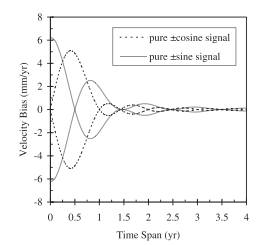 pure ±cosine signal
pure ±sine signal
Velocity Bias (mm/yr)
8
6
4
2
0
-2
-4
-6
-8
0 0.5 1 1.5 2 2.5 3 3.5 4
Time Span (yr)